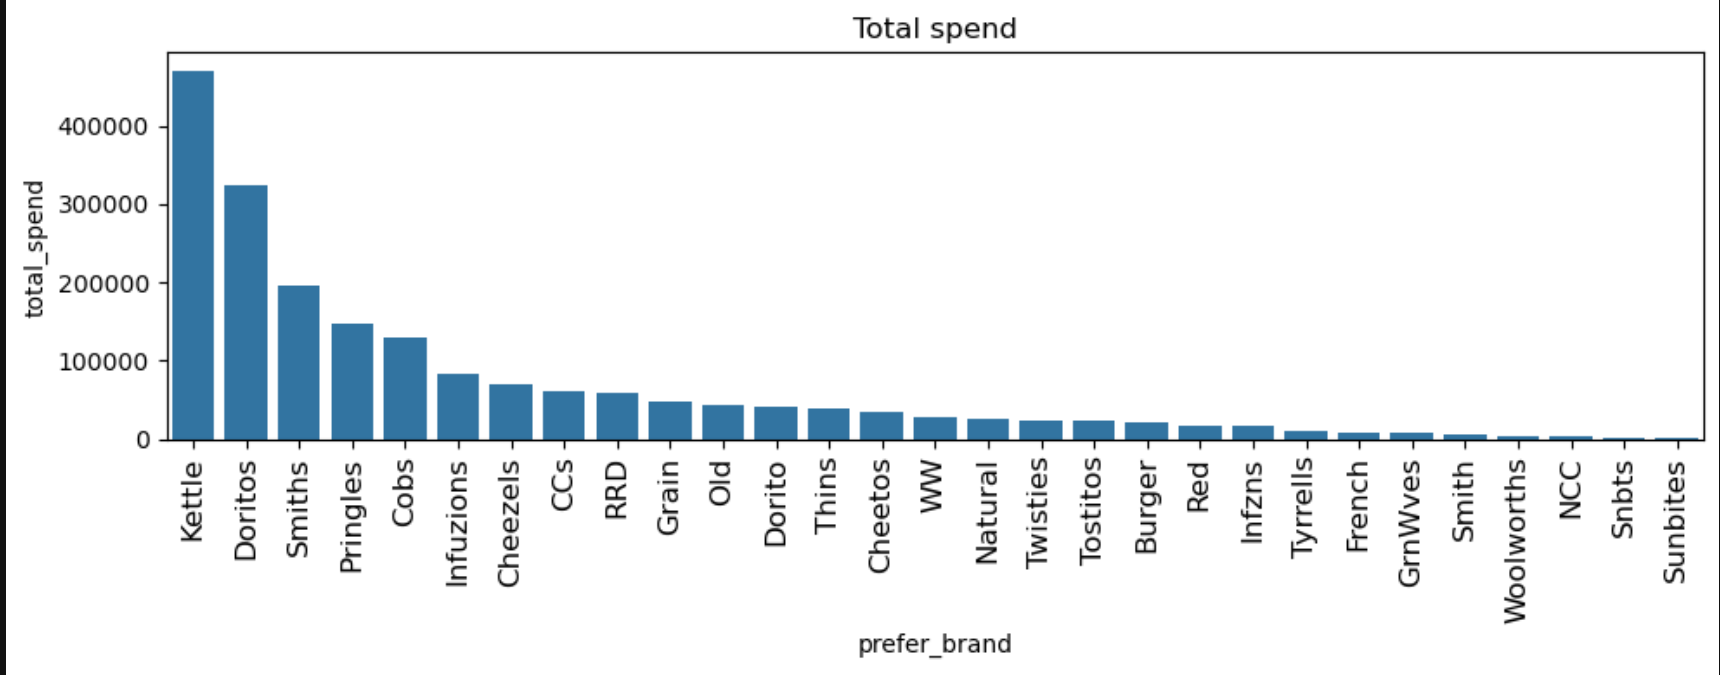 Total spend
total_spend
400000
300000
200000
100000
0
Kettle
Doritos
Smiths
Pringles
Cobs
Infuzions
Cheezels
CCs
RRD
Grain
Old
Dorito
Thins
Cheetos
WW
Natural
Twisties
Tostitos
Burger
Red
Infzns
Tyrrells
French
GrnWves
Smith
Woolworths
NCC
Snbts
Sunbites
prefer_brand